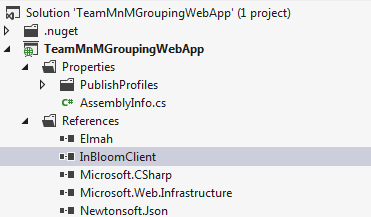 Solution 'TeamMnMGroupingWebApp' (1 project)
.nuget
TeamMnMGroupingWebApp
Properties
PublishProfiles
C# AssemblyInfo.cs
References
Elmah
InBloomClient
Microsoft.CSharp
Microsoft.Web.Infrastructure
Newtonsoft.Json